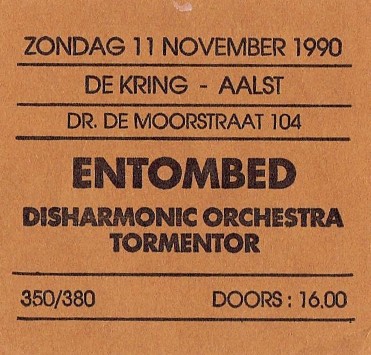 ZONDAG 11 NOVEMBER 1990
DE KRING - AALST
DR. DE MOORSTRAAT 104
ENTOMBED
DISHARMONIC ORCHESTRA
TORMENTOR
350/380 DOORS : 16.00